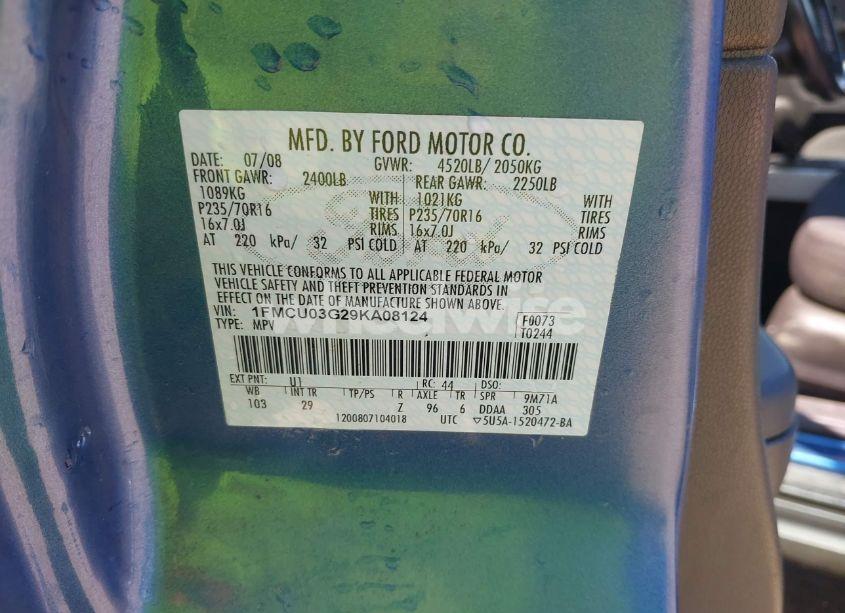 MFD. BY FORD MOTOR CO.
DATE: 07/08 GVWR: 4520LB/ 2050KG
FRONT GAWR: 2400LB REAR GAWR: 2250LB
1089KG WITH 1021KG WITH
P235/70R16 TIRES P235/70R16 TIRES
16x7.0J RIMS 16x7.0J RIMS
AT 220 kPa/ 32 PSI COLD AT 220 kPa/ 32 PSI COLD
THIS VEHICLE CONFORMS TO ALL APPLICABLE FEDERAL MOTOR
VEHICLE SAFETY AND THEFT PREVENTION STANDARDS IN
EFFECT ON THE DATE OF MANUFACTURE SHOWN ABOVE.
VIN: 1FMCU03G29KA08124 F0073
TYPE: MPV T0244
EXT PNT: U1 RC: 44 DSO:
WB INT TR TP/PS R AXLE TR SPR 9M71A
103 29 Z 96 6 DDAA 305
1200807104018 UTC ▽5U5A-1520472-BA